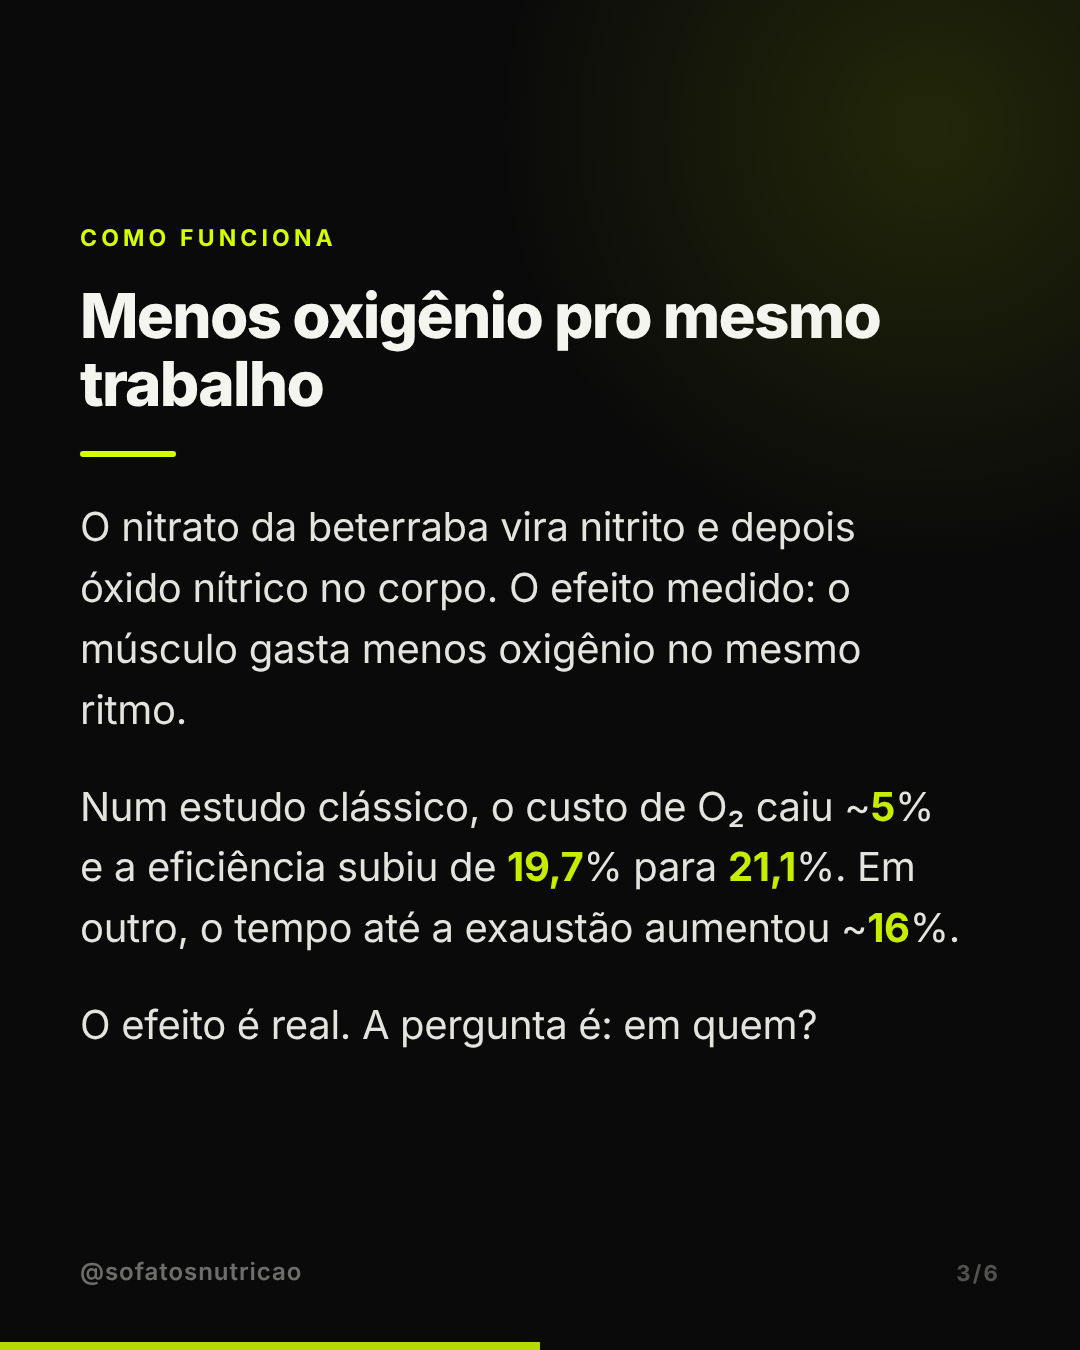 COMO FUNCIONA
Menos oxigênio pro mesmo
trabalho
O nitrato da beterraba vira nitrito e depois
óxido nítrico no corpo. O efeito medido: o
músculo gasta menos oxigênio no mesmo
ritmo.
Num estudo clássico, o custo de O₂ caiu ~5%
e a eficiência subiu de 19,7% para 21,1%. Em
outro, o tempo até a exaustão aumentou ~16%.
O efeito é real. A pergunta é: em quem?
@sofatosnutricao
3/6